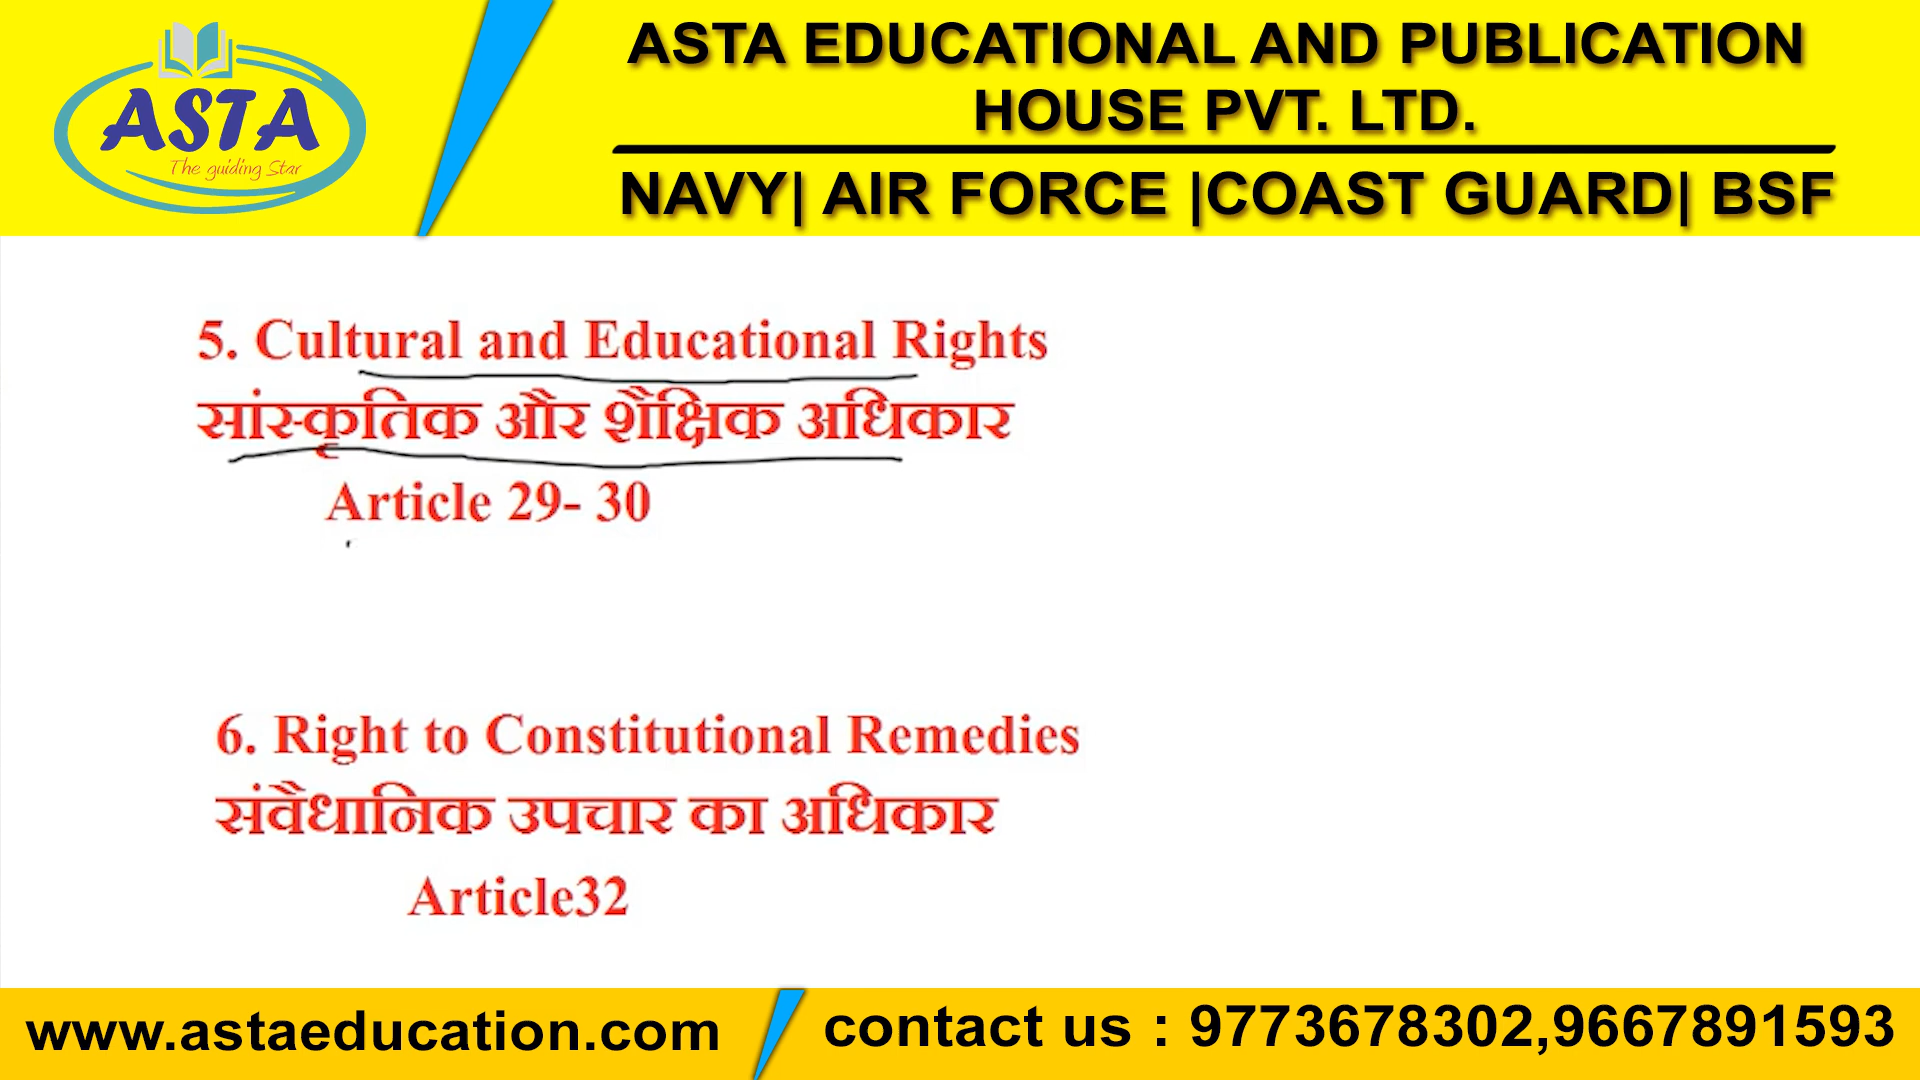 ASTA
The guiding Star
ASTA EDUCATIONAL AND PUBLICATION
HOUSE PVT. LTD.
NAVY| AIR FORCE |COAST GUARD| BSF
5. Cultural and Educational Rights
सांस्कृतिक और शैक्षिक अधिकार
Article 29- 30
6. Right to Constitutional Remedies
संवैधानिक उपचार का अधिकार
Article32
www.astaeducation.com
contact us : 9773678302,9667891593